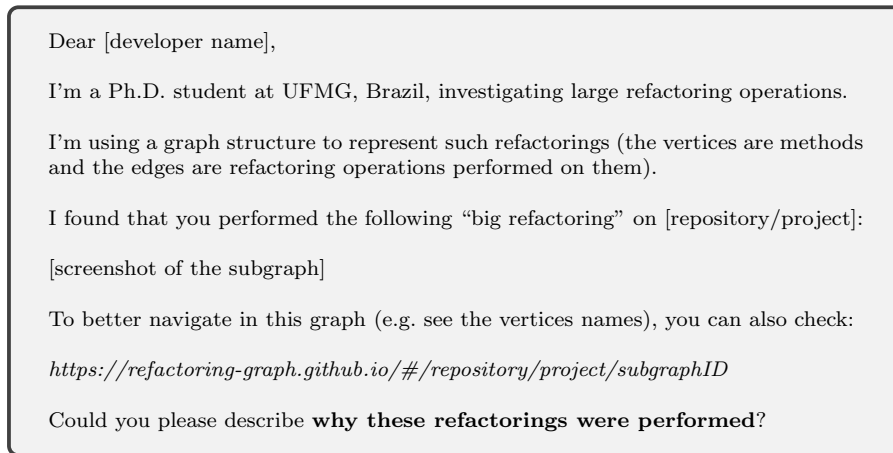 Dear [developer name],
I'm a Ph.D. student at UFMG, Brazil, investigating large refactoring operations.
I'm using a graph structure to represent such refactorings (the vertices are methods
and the edges are refactoring operations performed on them).
I found that you performed the following “big refactoring” on [repository/project]:
[screenshot of the subgraph]
To better navigate in this graph (e.g. see the vertices names), you can also check:
https://refactoring-graph.github.io/#/repository/project/subgraphID
Could you please describe why these refactorings were performed?